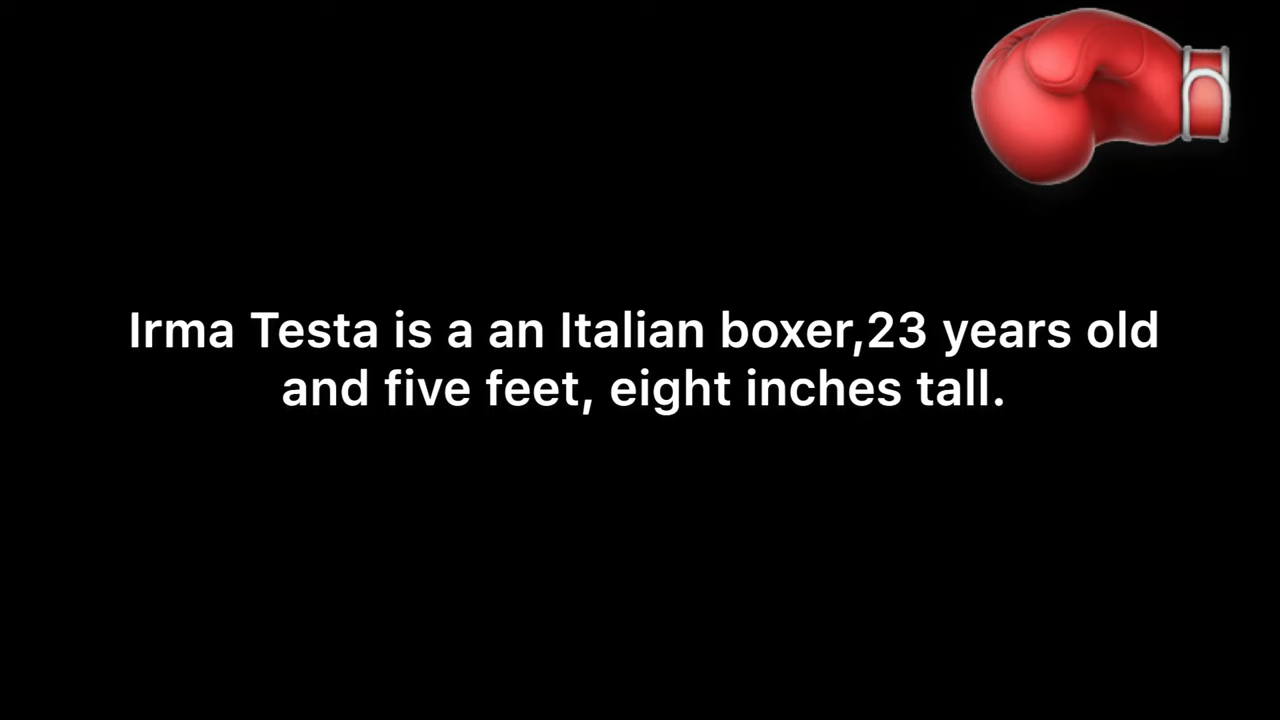 Irma Testa is a an Italian boxer,23 years old
and five feet, eight inches tall.